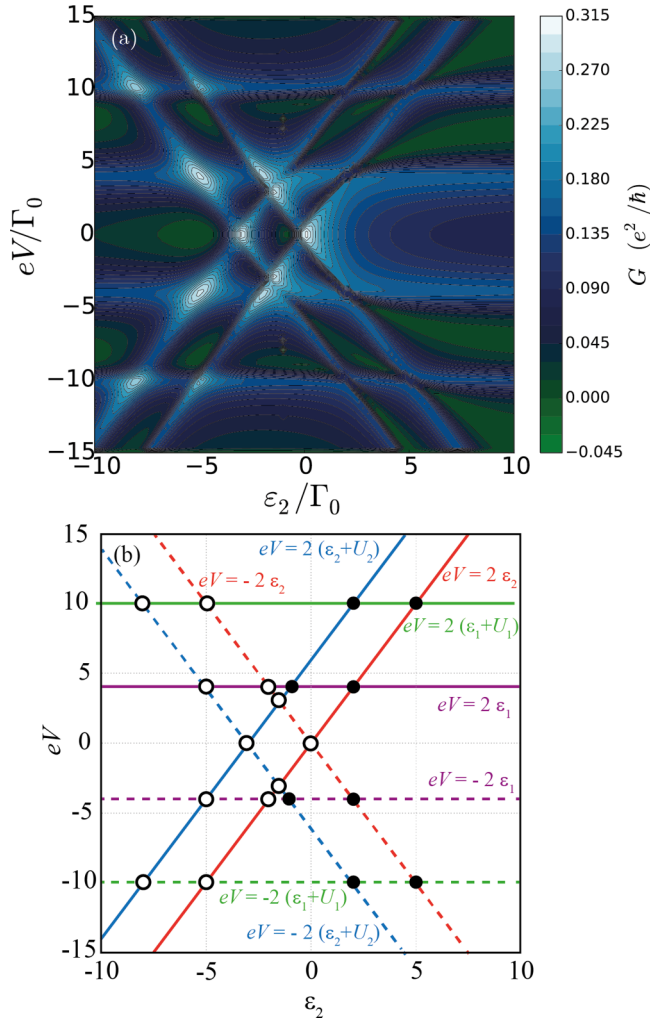 (a)
15
10
5
0
−5
−10
−15
eV/Γ₀
−10
−5
0
5
10
ε₂/Γ₀
0.315
0.270
0.225
0.180
0.135
0.090
0.045
0.000
−0.045
G (e²/ħ)
(b)
15
10
5
0
-5
-10
-15
eV
eV = 2 (ε₂+U₂)
eV = - 2 ε₂
eV = 2 ε₂
eV = 2 (ε₁+U₁)
eV = 2 ε₁
eV = - 2 ε₁
eV = -2 (ε₁+U₁)
eV = - 2 (ε₂+U₂)
-10
-5
0
5
10
ε₂